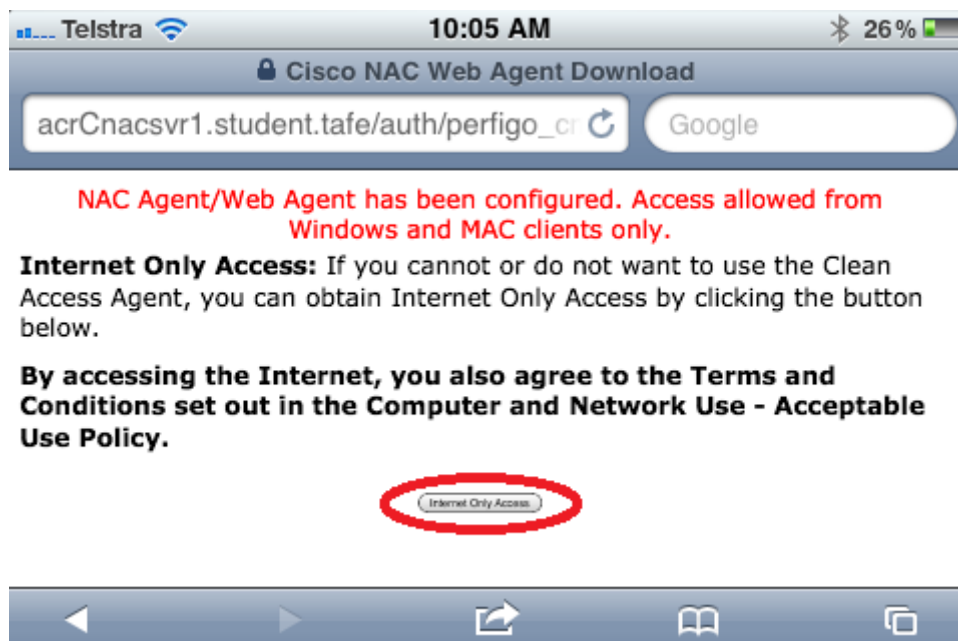 Telstra 10:05 AM 26%
Cisco NAC Web Agent Download
acrCnacsvr1.student.tafe/auth/perfigo_c Google
NAC Agent/Web Agent has been configured. Access allowed from
Windows and MAC clients only.
Internet Only Access: If you cannot or do not want to use the Clean
Access Agent, you can obtain Internet Only Access by clicking the button
below.
By accessing the Internet, you also agree to the Terms and
Conditions set out in the Computer and Network Use - Acceptable
Use Policy.
Internet Only Access